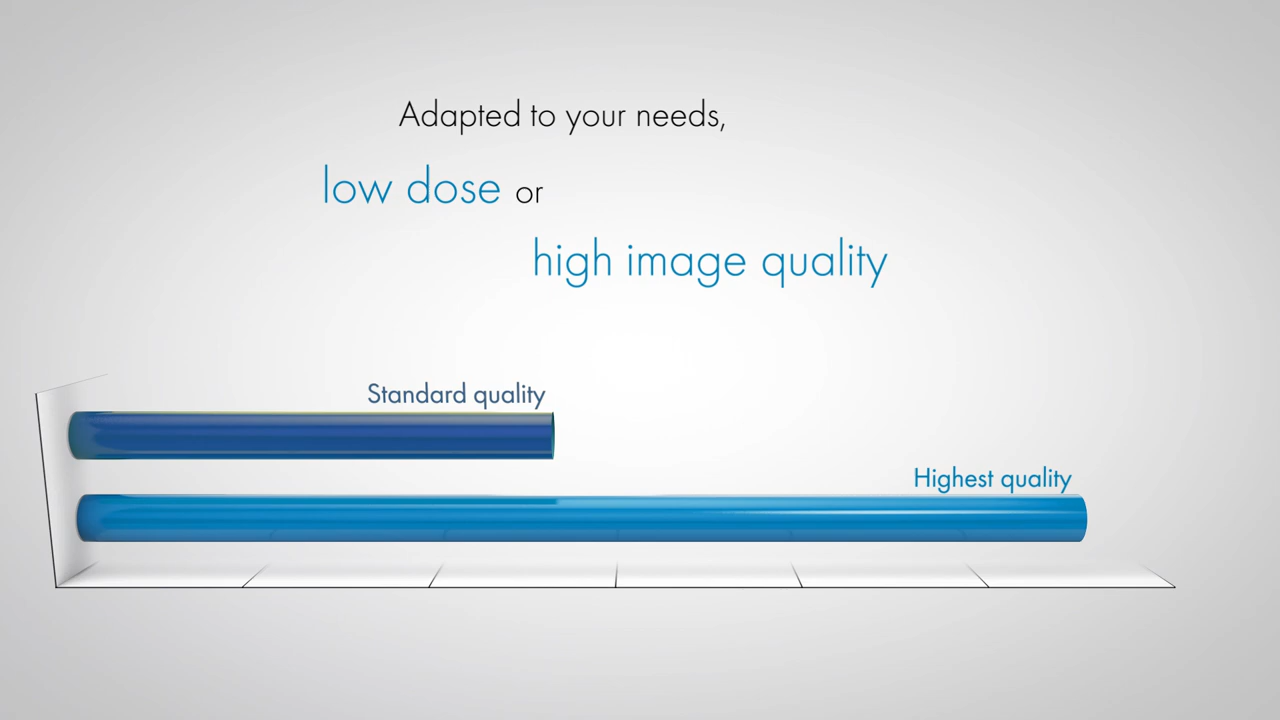 Adapted to your needs,
low dose or
high image quality
Standard quality
Highest quality